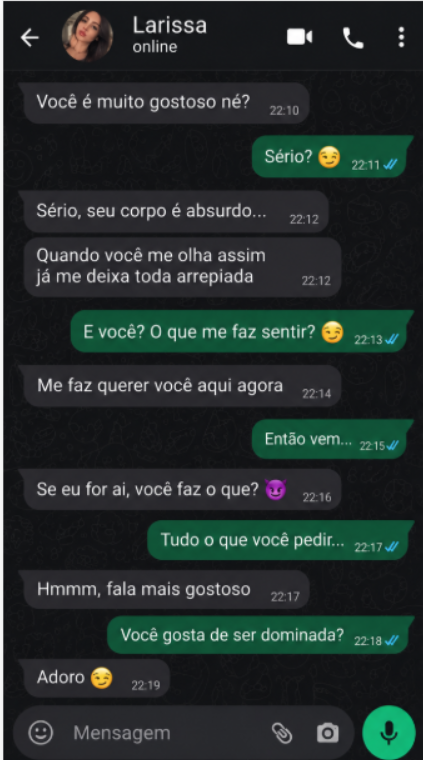 Larissa
online
Você é muito gostoso né? 22:10
Sério? 😏 22:11
Sério, seu corpo é absurdo... 22:12
Quando você me olha assim
já me deixa toda arrepiada 22:12
E você? O que me faz sentir? 😏 22:13
Me faz querer você aqui agora 22:14
Então vem... 22:15
Se eu for ai, você faz o que? 😈 22:16
Tudo o que você pedir... 22:17
Hmmm, fala mais gostoso 22:17
Você gosta de ser dominada? 22:18
Adoro 😏 22:19
Mensagem